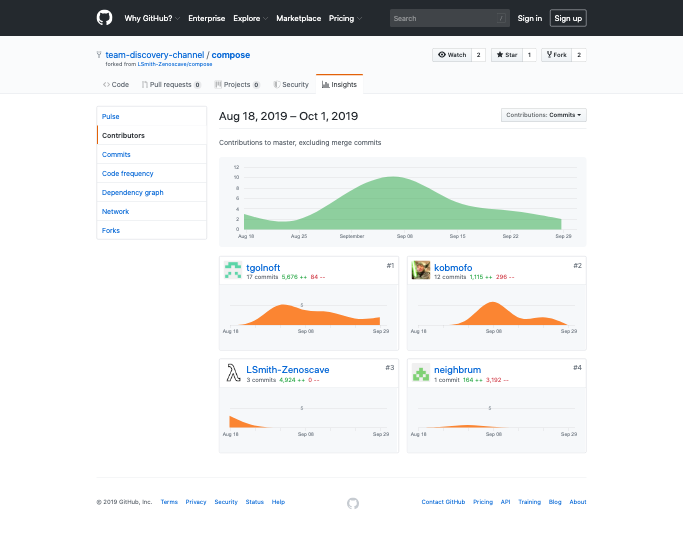 Why GitHub? Enterprise Explore Marketplace Pricing Search / Sign in Sign up
team-discovery-channel / compose Watch 2 Star 1 Fork 2
forked from LSmith-Zenoscave/compose
Code Pull requests 0 Projects 0 Security Insights
Pulse
Contributors
Commits
Code frequency
Dependency graph
Network
Forks
Aug 18, 2019 – Oct 1, 2019 Contributions: Commits
Contributions to master, excluding merge commits
12
10
8
6
4
2
0
Aug 18 Aug 25 September Sep 08 Sep 15 Sep 22 Sep 29
tgolnoft #1
17 commits 5,676 ++ 84 --
5
Aug 18 Sep 08 Sep 29
kobmofo #2
12 commits 1,115 ++ 296 --
5
Aug 18 Sep 08 Sep 29
LSmith-Zenoscave #3
3 commits 4,924 ++ 0 --
5
Aug 18 Sep 08 Sep 29
neighbrum #4
1 commit 164 ++ 3,192 --
5
Aug 18 Sep 08 Sep 29
© 2019 GitHub, Inc. Terms Privacy Security Status Help Contact GitHub Pricing API Training Blog About